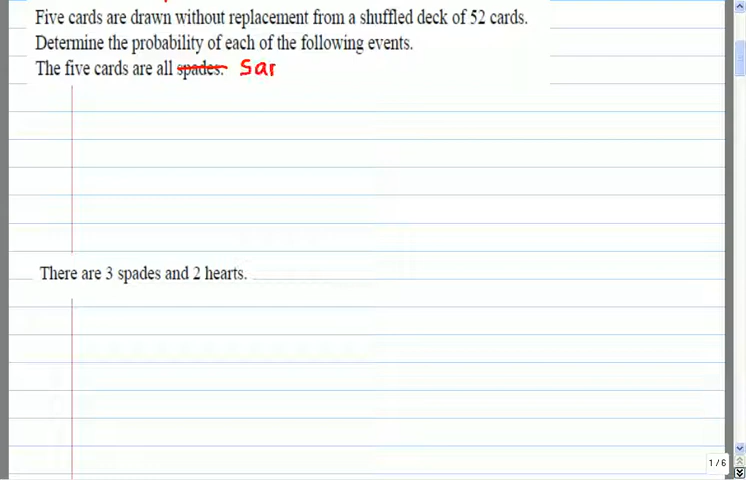 Five cards are drawn without replacement from a shuffled deck of 52 cards.
Determine the probability of each of the following events.
The five cards are all spades. Sar
There are 3 spades and 2 hearts.
1 / 6